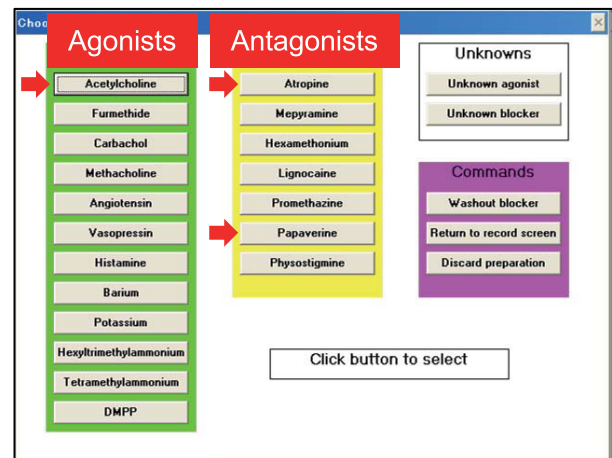 Choo
Agonists
Acetylcholine
Furmethide
Carbachol
Methacholine
Angiotensin
Vasopressin
Histamine
Barium
Potassium
Hexyltrimethylammonium
Tetramethylammonium
DMPP
Antagonists
Atropine
Mepyramine
Hexamethonium
Lignocaine
Promethazine
Papaverine
Physostigmine
Unknowns
Unknown agonist
Unknown blocker
Commands
Washout blocker
Return to record screen
Discard preparation
Click button to select